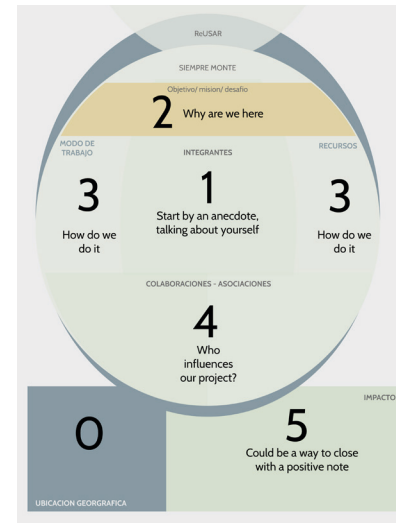 ReUSAR
SIEMPRE MONTE
Objetivo/ mision/ desafio
2 Why are we here
MODO DE
TRABAJO
INTEGRANTES
RECURSOS
3
1
3
How do we
do it
Start by an anecdote,
talking about yourself
How do we
do it
COLABORACIONES - ASOCIACIONES
4
Who
influences
our project?
IMPACTO
0
5
Could be a way to close
with a positive note
UBICACION GEORGRAFICA